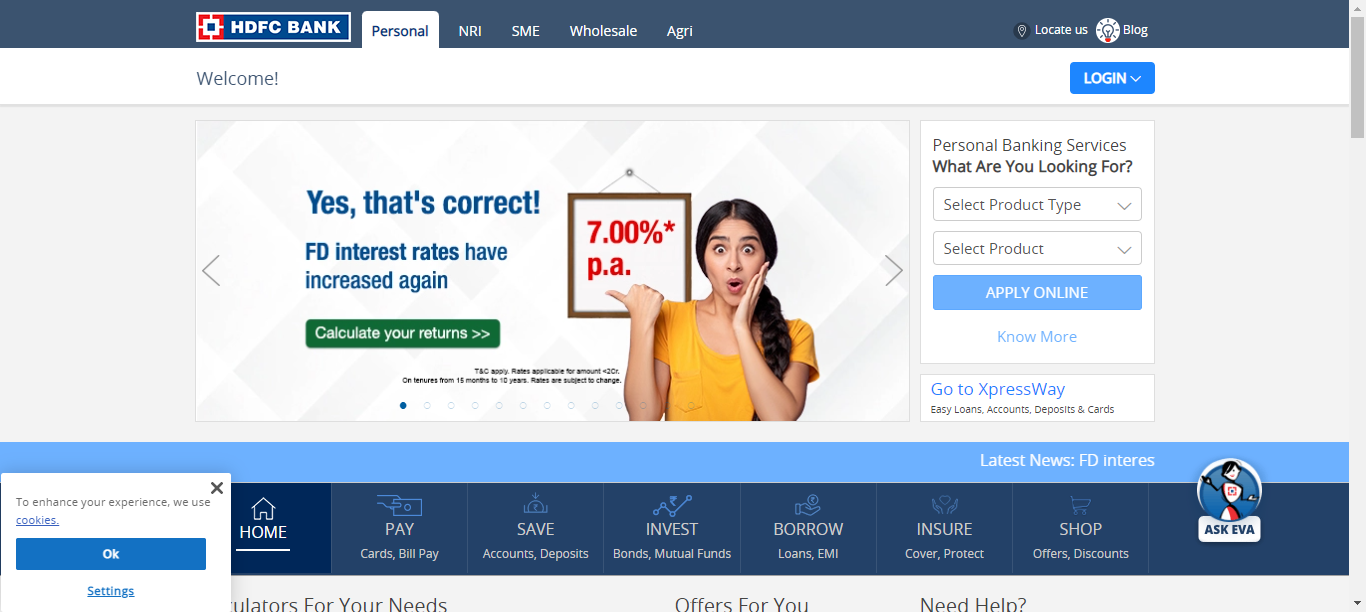 HDFC BANK
Personal
NRI
SME
Wholesale
Agri
Locate us
Blog
Welcome!
LOGIN
Yes, that's correct!
FD interest rates have
increased again
Calculate your returns >>
7.00%*
p.a.
T&C apply. Rates applicable for amount <2Cr.
On tenures from 15 months to 10 years. Rates are subject to change.
Personal Banking Services
What Are You Looking For?
Select Product Type
Select Product
APPLY ONLINE
Know More
Go to XpressWay
Easy Loans, Accounts, Deposits & Cards
Latest News: FD interes
To enhance your experience, we use
cookies.
Ok
Settings
HOME
PAY
Cards, Bill Pay
SAVE
Accounts, Deposits
INVEST
Bonds, Mutual Funds
BORROW
Loans, EMI
INSURE
Cover, Protect
SHOP
Offers, Discounts
ASK EVA
ulators For Your Needs
Offers For You
Need Help?